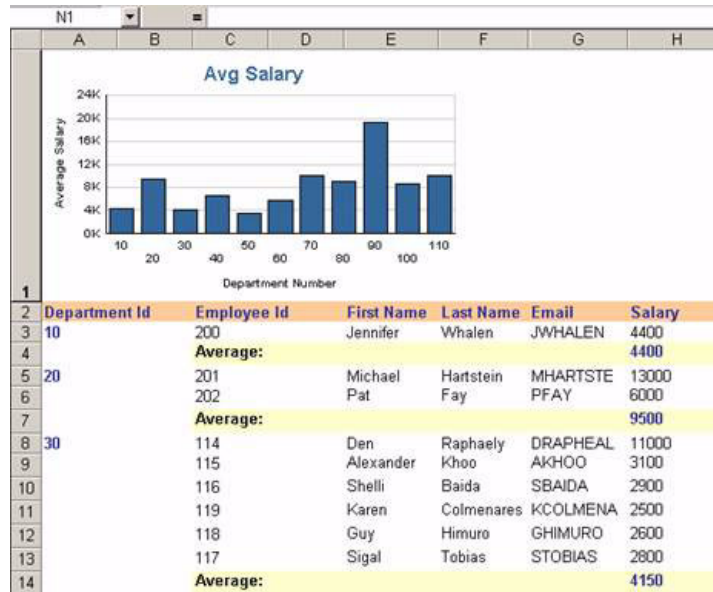 N1 =
A B C D E F G H
Avg Salary
24K
20K
16K
12K
8K
4K
0K
Average Salary
10 30 50 70 90 110
20 40 60 80 100
Department Number
1
2 Department Id Employee Id First Name Last Name Email Salary
3 10 200 Jennifer Whalen JWHALEN 4400
4 Average: 4400
5 20 201 Michael Hartstein MHARTSTE 13000
6 202 Pat Fay PFAY 6000
7 Average: 9500
8 30 114 Den Raphaely DRAPHEAL 11000
9 115 Alexander Khoo AKHOO 3100
10 116 Shelli Baida SBAIDA 2900
11 119 Karen Colmenares KCOLMENA 2500
12 118 Guy Himuro GHIMURO 2600
13 117 Sigal Tobias STOBIAS 2800
14 Average: 4150